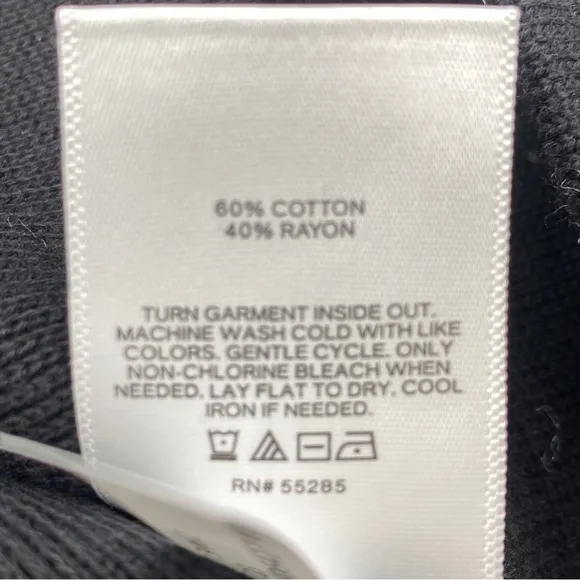 60% COTTON
40% RAYON
TURN GARMENT INSIDE OUT.
MACHINE WASH COLD WITH LIKE
COLORS. GENTLE CYCLE. ONLY
NON-CHLORINE BLEACH WHEN
NEEDED. LAY FLAT TO DRY. COOL
IRON IF NEEDED.
RN# 55285